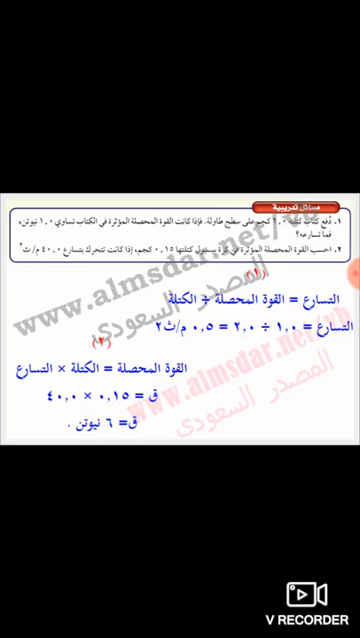 مسائل تدريبية
١. دُفع كتاب كتلته ٢,٠ كجم على سطح طاولة. فإذا كانت القوة المحصلة المؤثرة في الكتاب تساوي ١,٠ نيوتن،
فما تسارعه؟
٢. احسب القوة المحصلة المؤثرة في كرة بيسبول كتلتها ٠,١٥ كجم، إذا كانت تتحرك بتسارع ٤٠,٠ م/ث٢
(١)
التسارع = القوة المحصلة ÷ الكتلة
التسارع = ١,٠ ÷ ٢,٠ = ٠,٥ م/ث٢
(٢)
القوة المحصلة = الكتلة × التسارع
ق = ٠,١٥ × ٤٠,٠
ق= ٦ نيوتن .
www.almsdar.net/vb
المصدر السعودي
www.almsdar.net/vb
المصدر السعودي
V RECORDER